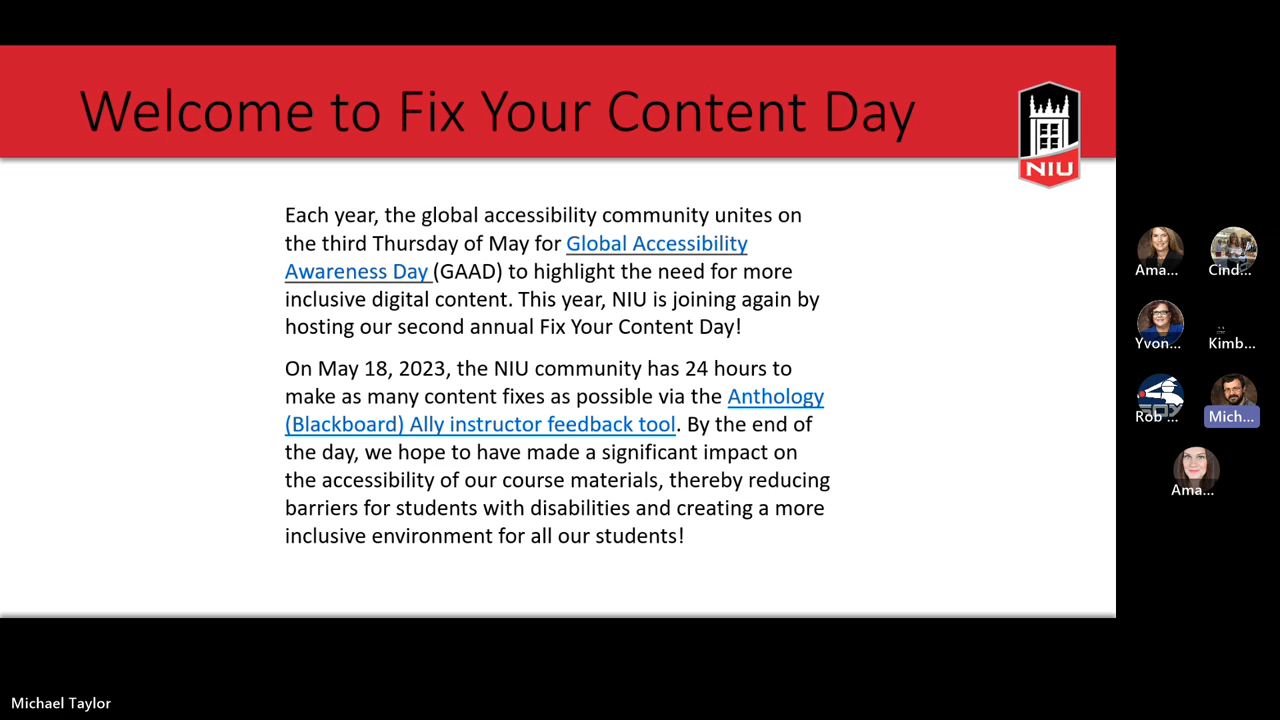 Welcome to Fix Your Content Day
NIU
Each year, the global accessibility community unites on
the third Thursday of May for Global Accessibility
Awareness Day (GAAD) to highlight the need for more
inclusive digital content. This year, NIU is joining again by
hosting our second annual Fix Your Content Day!
On May 18, 2023, the NIU community has 24 hours to
make as many content fixes as possible via the Anthology
(Blackboard) Ally instructor feedback tool. By the end of
the day, we hope to have made a significant impact on
the accessibility of our course materials, thereby reducing
barriers for students with disabilities and creating a more
inclusive environment for all our students!
Ama...
Cind...
Yvon...
Kimb...
Rob ...
Mich...
Ama...
Michael Taylor